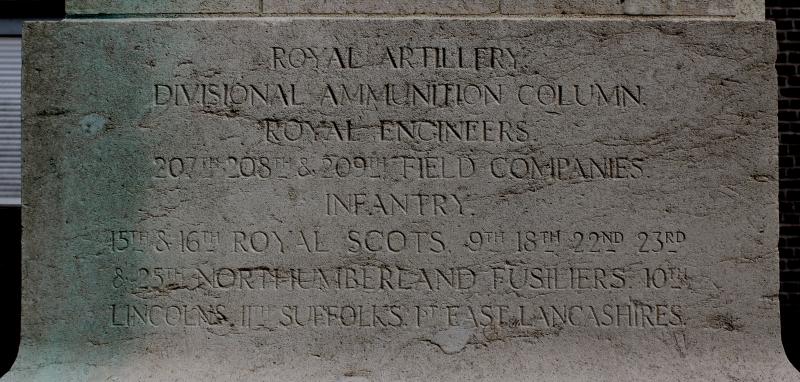 ROYAL ARTILLERY.
DIVISIONAL AMMUNITION COLUMN.
ROYAL ENGINEERS.
207TH 208TH & 209TH FIELD COMPANIES.
INFANTRY.
15TH & 16TH ROYAL SCOTS. 9TH 18TH 22ND 23RD
& 25TH NORTHUMBERLAND FUSILIERS. 10TH
LINCOLNS. 11TH SUFFOLKS. 1ST EAST LANCASHIRES.